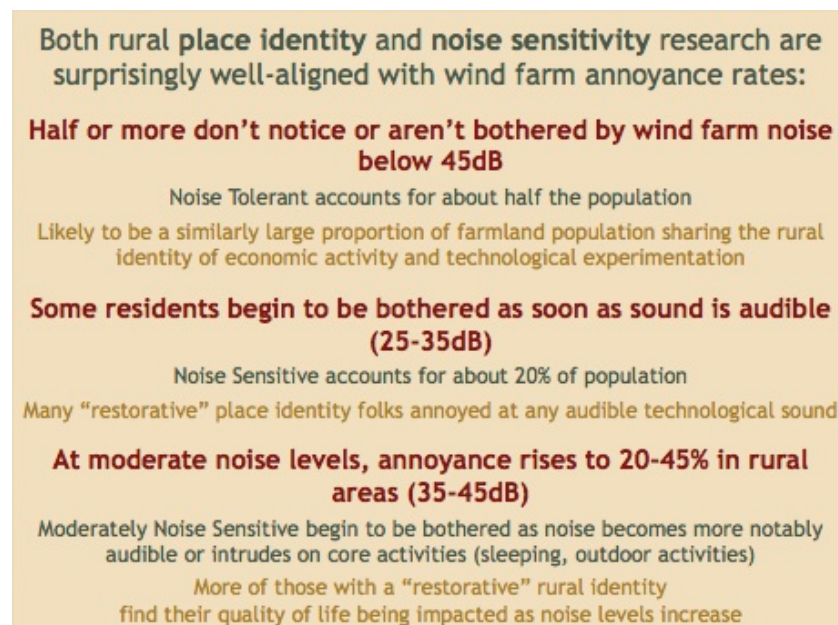 Both rural place identity and noise sensitivity research are
surprisingly well-aligned with wind farm annoyance rates:
Half or more don't notice or aren't bothered by wind farm noise
below 45dB
Noise Tolerant accounts for about half the population
Likely to be a similarly large proportion of farmland population sharing the rural
identity of economic activity and technological experimentation
Some residents begin to be bothered as soon as sound is audible
(25-35dB)
Noise Sensitive accounts for about 20% of population
Many “restorative” place identity folks annoyed at any audible technological sound
At moderate noise levels, annoyance rises to 20-45% in rural
areas (35-45dB)
Moderately Noise Sensitive begin to be bothered as noise becomes more notably
audible or intrudes on core activities (sleeping, outdoor activities)
More of those with a “restorative” rural identity
find their quality of life being impacted as noise levels increase